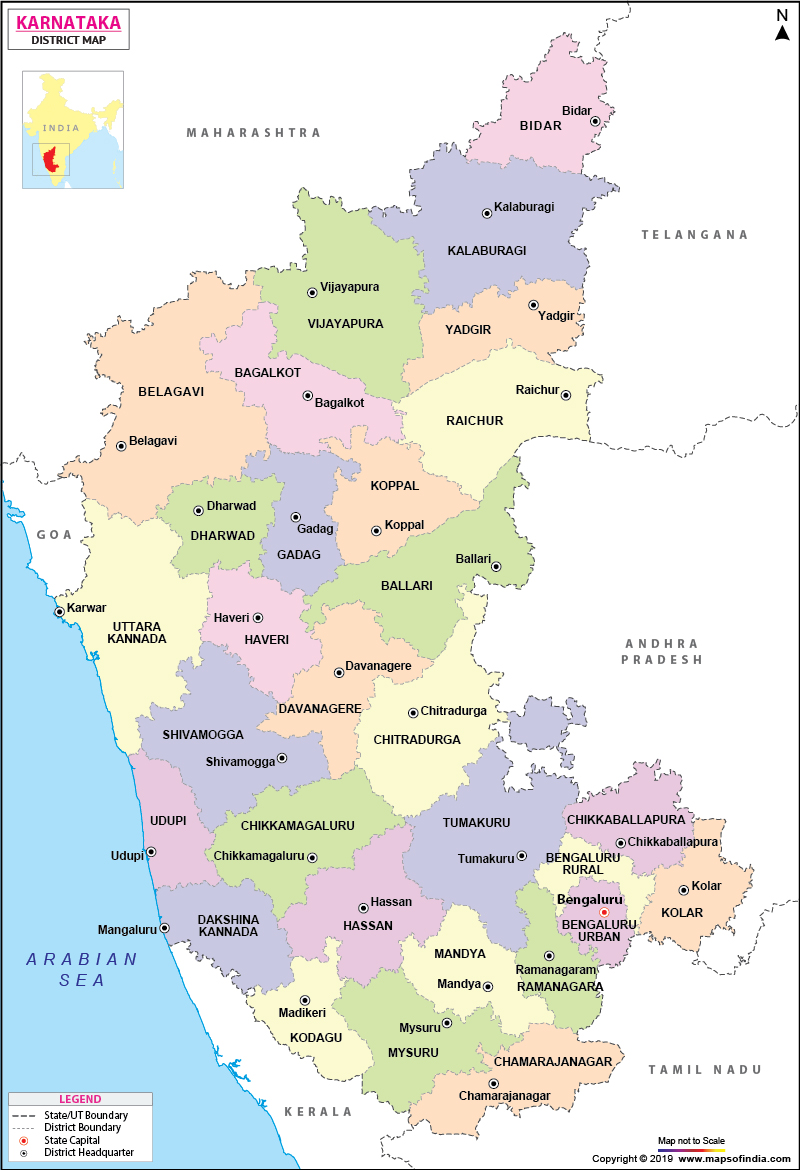 KARNATAKA
DISTRICT MAP
N
INDIA
MAHARASHTRA
Bidar
BIDAR
Kalaburagi
KALABURAGI
TELANGANA
Vijayapura
VIJAYAPURA
Yadgir
YADGIR
BAGALKOT
Bagalkot
BELAGAVI
Belagavi
Raichur
RAICHUR
KOPPAL
Koppal
Dharwad
DHARWAD
Gadag
GADAG
GOA
Ballari
BALLARI
Karwar
UTTARA
KANNADA
Haveri
HAVERI
ANDHRA
PRADESH
Davanagere
DAVANAGERE
Chitradurga
CHITRADURGA
SHIVAMOGGA
Shivamogga
UDUPI
Udupi
CHIKKAMAGALURU
Chikkamagaluru
TUMAKURU
Tumakuru
CHIKKABALLAPURA
Chikkaballapura
BENGALURU
RURAL
Kolar
KOLAR
Bengaluru
BENGALURU
URBAN
Hassan
HASSAN
DAKSHINA
KANNADA
Mangaluru
ARABIAN
SEA
MANDYA
Mandya
Ramanagaram
RAMANAGARA
Madikeri
KODAGU
Mysuru
MYSURU
CHAMARAJANAGAR
Chamarajanagar
TAMIL NADU
KERALA
LEGEND
State/UT Boundary
District Boundary
State Capital
District Headquarter
Map not to Scale
Copyright © 2019 www.mapsofindia.com